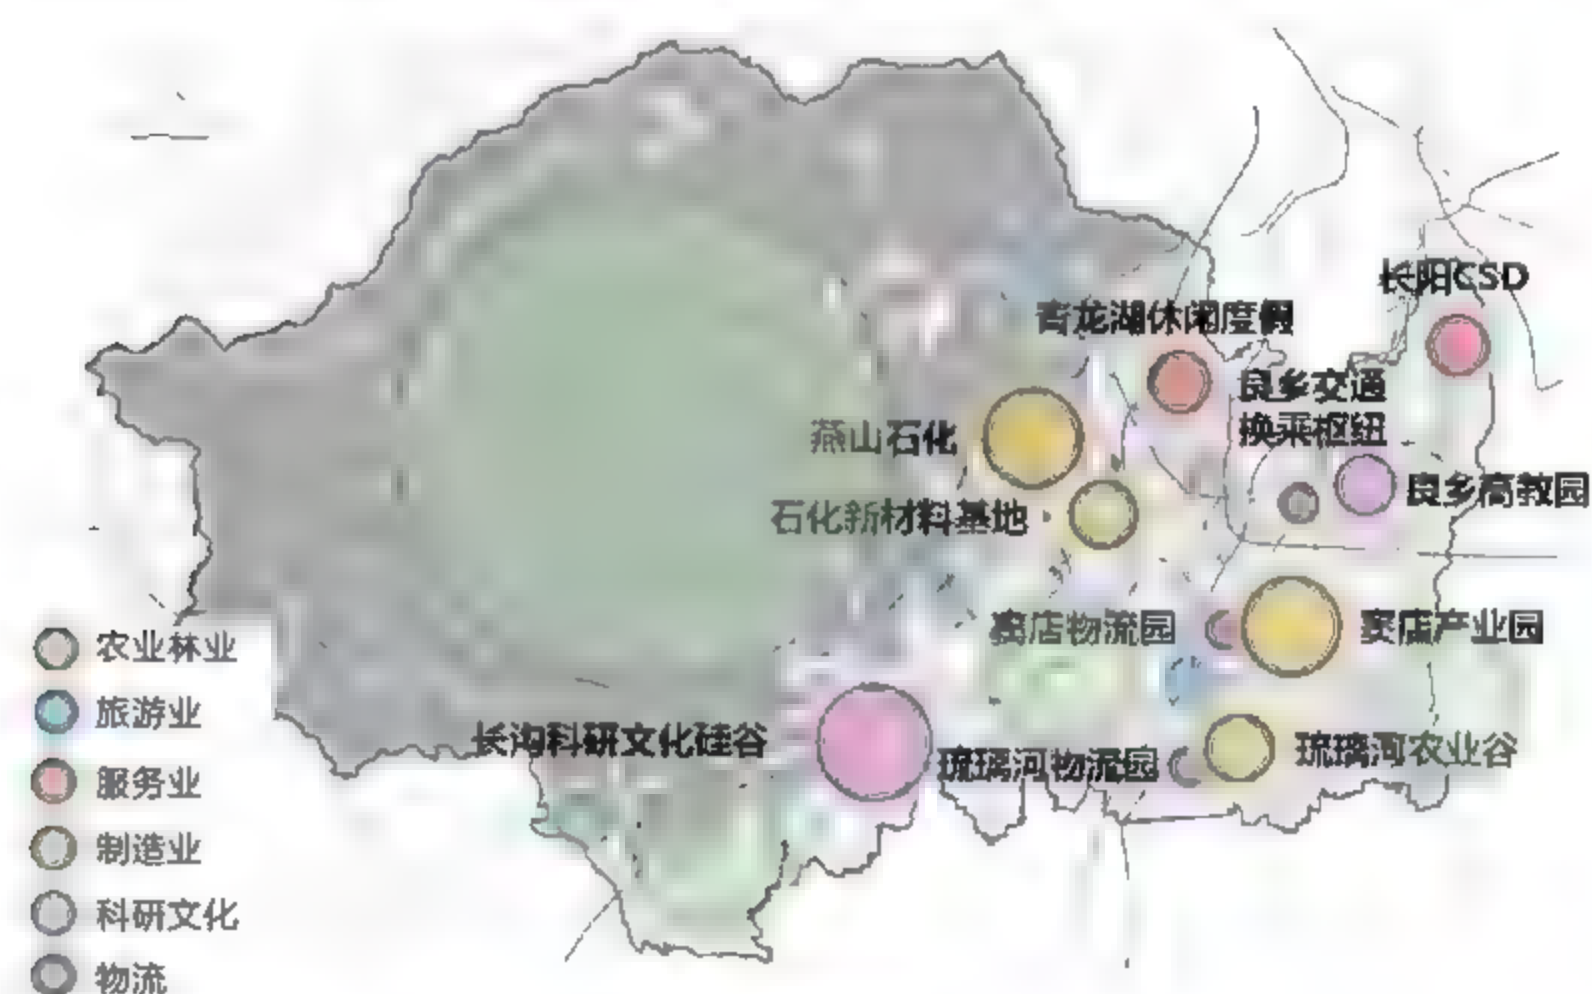 长阳CSD
青龙湖休闲度假
良乡交通
换乘枢纽
燕山石化
良乡高教园
石化新材料基地
窦店物流园
窦店产业园
长沟科研文化硅谷
琉璃河物流园
琉璃河农业谷
农业林业
旅游业
服务业
制造业
科研文化
物流